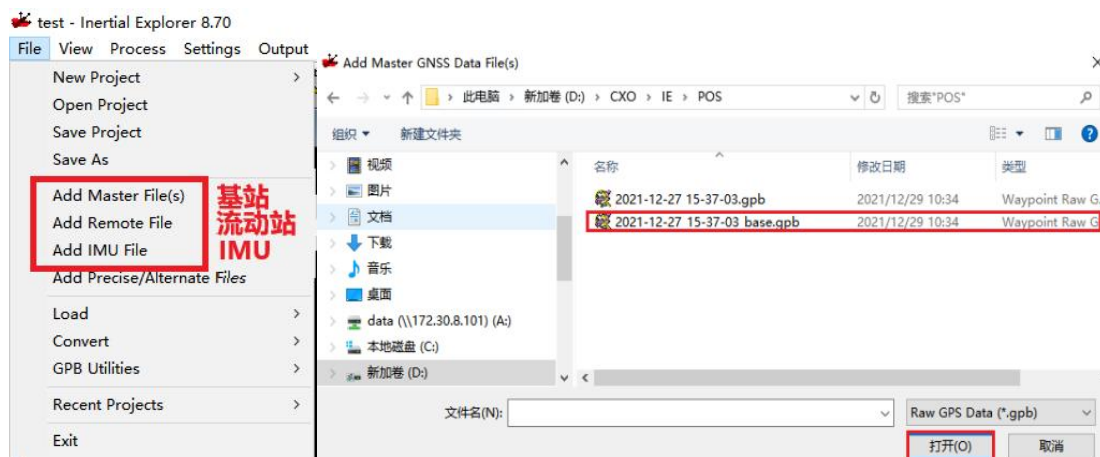 test - Inertial Explorer 8.70
File View Process Settings Output
New Project
Open Project
Save Project
Save As
Add Master File(s) 基站
Add Remote File 流动站
Add IMU File IMU
Add Precise/Alternate Files
Load
Convert
GPB Utilities
Recent Projects
Exit
Add Master GNSS Data File(s)
此电脑 › 新加卷 (D:) › CXO › IE › POS
搜索"POS"
组织 新建文件夹
视频
图片
文档
下载
音乐
桌面
data (\\172.30.8.101) (A:)
本地磁盘 (C:)
新加卷 (D:)
名称 修改日期 类型
2021-12-27 15-37-03.gpb 2021/12/29 10:34 Waypoint Raw G
2021-12-27 15-37-03 base.gpb 2021/12/29 10:34 Waypoint Raw G
文件名(N): Raw GPS Data (*.gpb)
打开(O) 取消